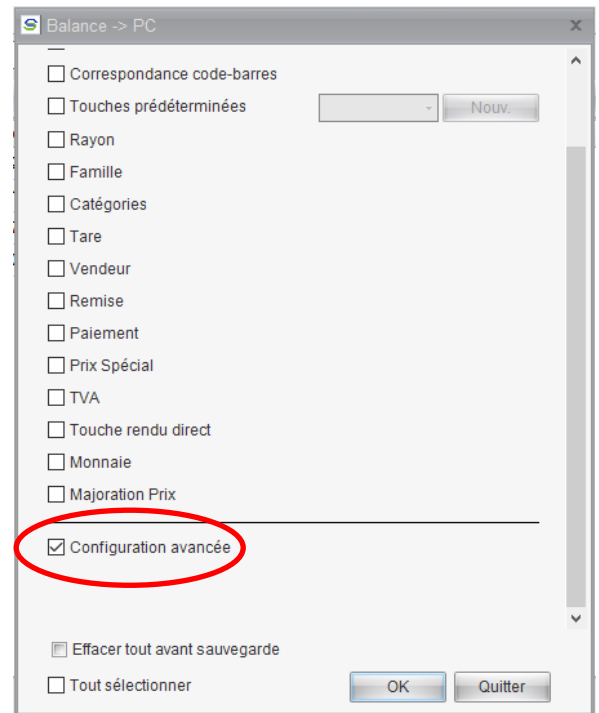 Balance -> PC
Correspondance code-barres
Touches prédéterminées Nouv.
Rayon
Famille
Catégories
Tare
Vendeur
Remise
Paiement
Prix Spécial
TVA
Touche rendu direct
Monnaie
Majoration Prix
Configuration avancée
Effacer tout avant sauvegarde
Tout sélectionner OK Quitter